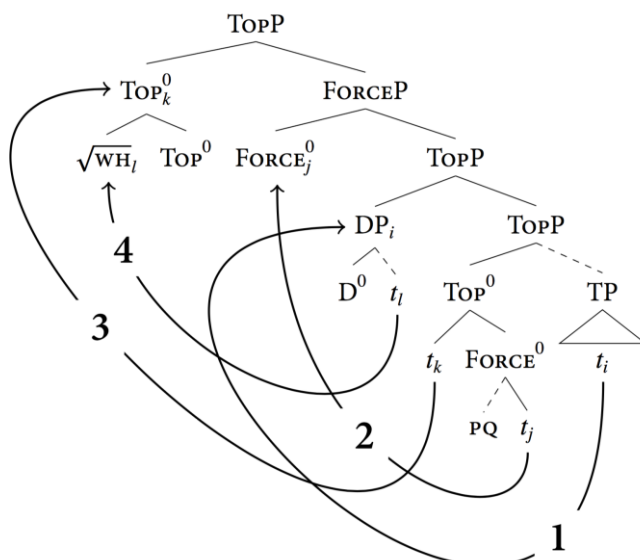 TopP
Top⁰ₖ ForceP
√WHₗ Top⁰ Force⁰ⱼ TopP
DPᵢ TopP
4
D⁰ tₗ Top⁰ TP
3
tₖ Force⁰ tᵢ
2
PQ tⱼ
1